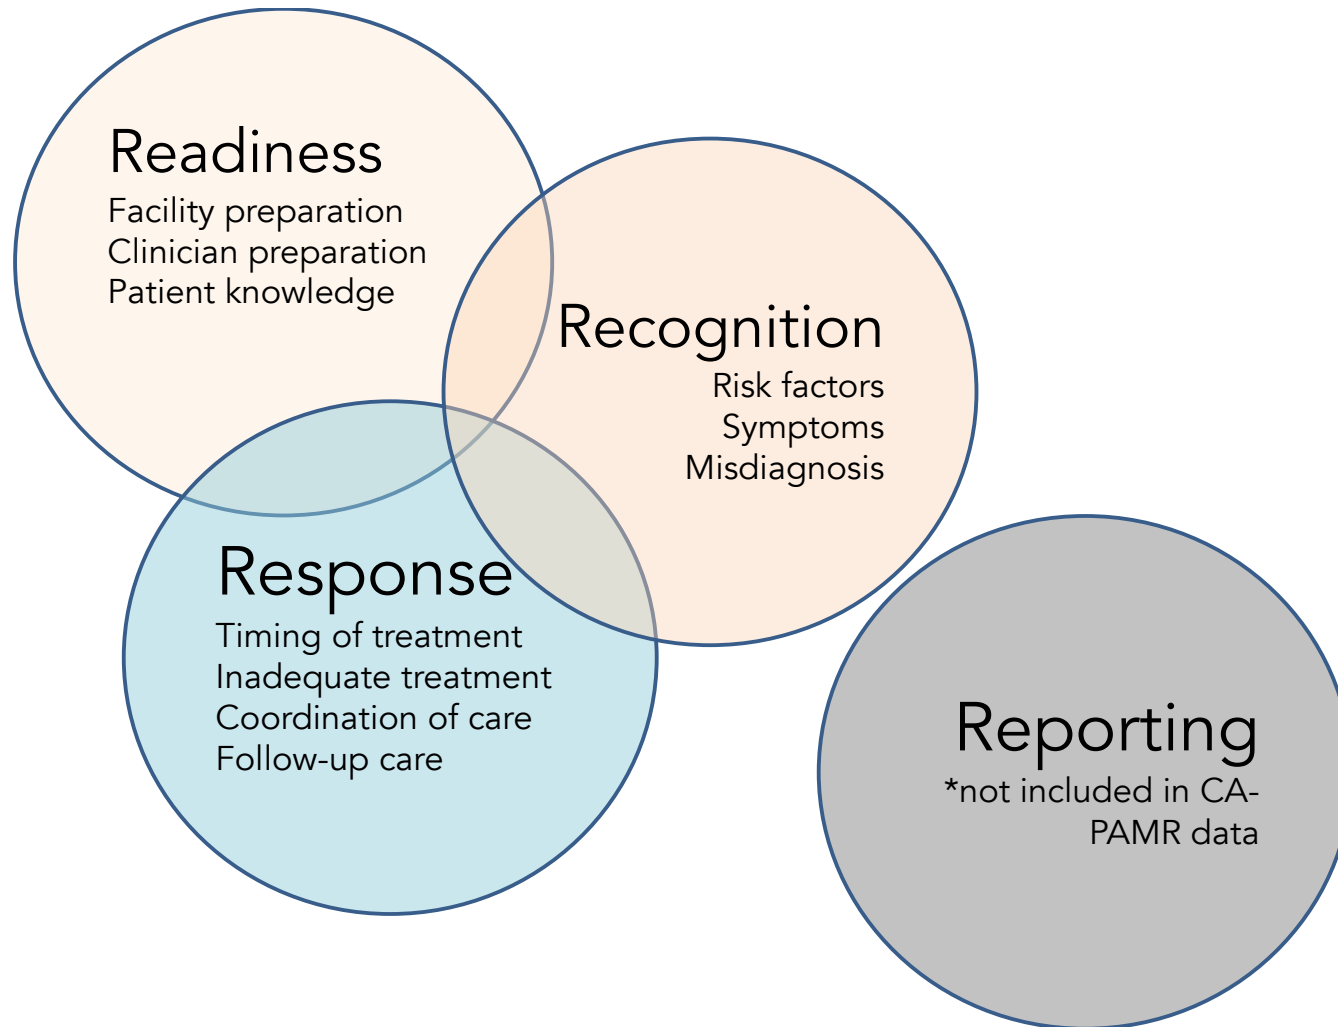 Readiness
Facility preparation
Clinician preparation
Patient knowledge
Recognition
Risk factors
Symptoms
Misdiagnosis
Response
Timing of treatment
Inadequate treatment
Coordination of care
Follow-up care
Reporting
*not included in CA-
PAMR data